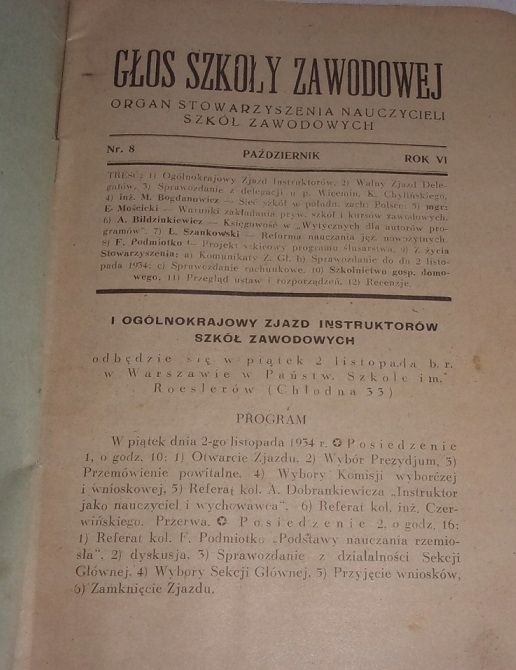 GŁOS SZKOŁY ZAWODOWEJ
ORGAN STOWARZYSZENIA NAUCZYCIELI
SZKÓŁ ZAWODOWYCH
Nr. 8 PAŹDZIERNIK ROK VI
TREŚĆ: 1) Ogólnokrajowy Zjazd Instruktorów. 2) Walny Zjazd Dele-
gatów. 3) Sprawozdanie z delegacji u p. Wicemin. K. Chylińskiego.
4) inż. M. Bogdanowicz — Sieć szkół w połudn. zach. Polsce. 5) mgr.
E. Mościcki — Warunki zakładania pryw. szkół i kursów zawodowych.
6) A. Bildzinkiewicz — Księgowość w „Wytycznych dla autorów pro-
gramów". 7) L. Szankowski — Reforma nauczania jęz. nowożytnych.
8) F. Podmiotko — Projekt szkicowy programu ślusarstwa. 9) Z życia
Stowarzyszenia: a) Komunikaty Z. Gł. b) Sprawozdanie do dn 2 listo-
pada 1934: c) Sprawozdanie rachunkowe. 10) Szkolnictwo gosp. domo-
wego. 11) Przegląd ustaw i rozporządzeń. 12) Recenzje.
I OGÓLNOKRAJOWY ZJAZD INSTRUKTORÓW
SZKÓŁ ZAWODOWYCH
odbędzie się w piątek 2 listopada b. r.
w Warszawie w Państw. Szkole im.
Roeslerów (Chłodna 33)
PROGRAM
W piątek dnia 2-go listopada 1934 r. Posiedzenie
1, o godz. 10: 1) Otwarcie Zjazdu. 2) Wybór Prezydjum, 3)
Przemówienie powitalne. 4) Wybory Komisji wyborczej
i wnioskowej, 5) Referat kol. A. Dobrankiewicza „Instruktor
jako nauczyciel i wychowawca". 6) Referat kol. inż. Czer-
wińskiego. Przerwa. Posiedzenie 2, o godz. 16:
1) Referat kol. F. Podmiotko „Podstawy nauczania rzemio-
sła", 2) dyskusja. 3) Sprawozdanie z działalności Sekcji
Głównej. 4) Wybory Sekcji Głównej, 5) Przyjęcie wniosków,
6) Zamknięcie Zjazdu.